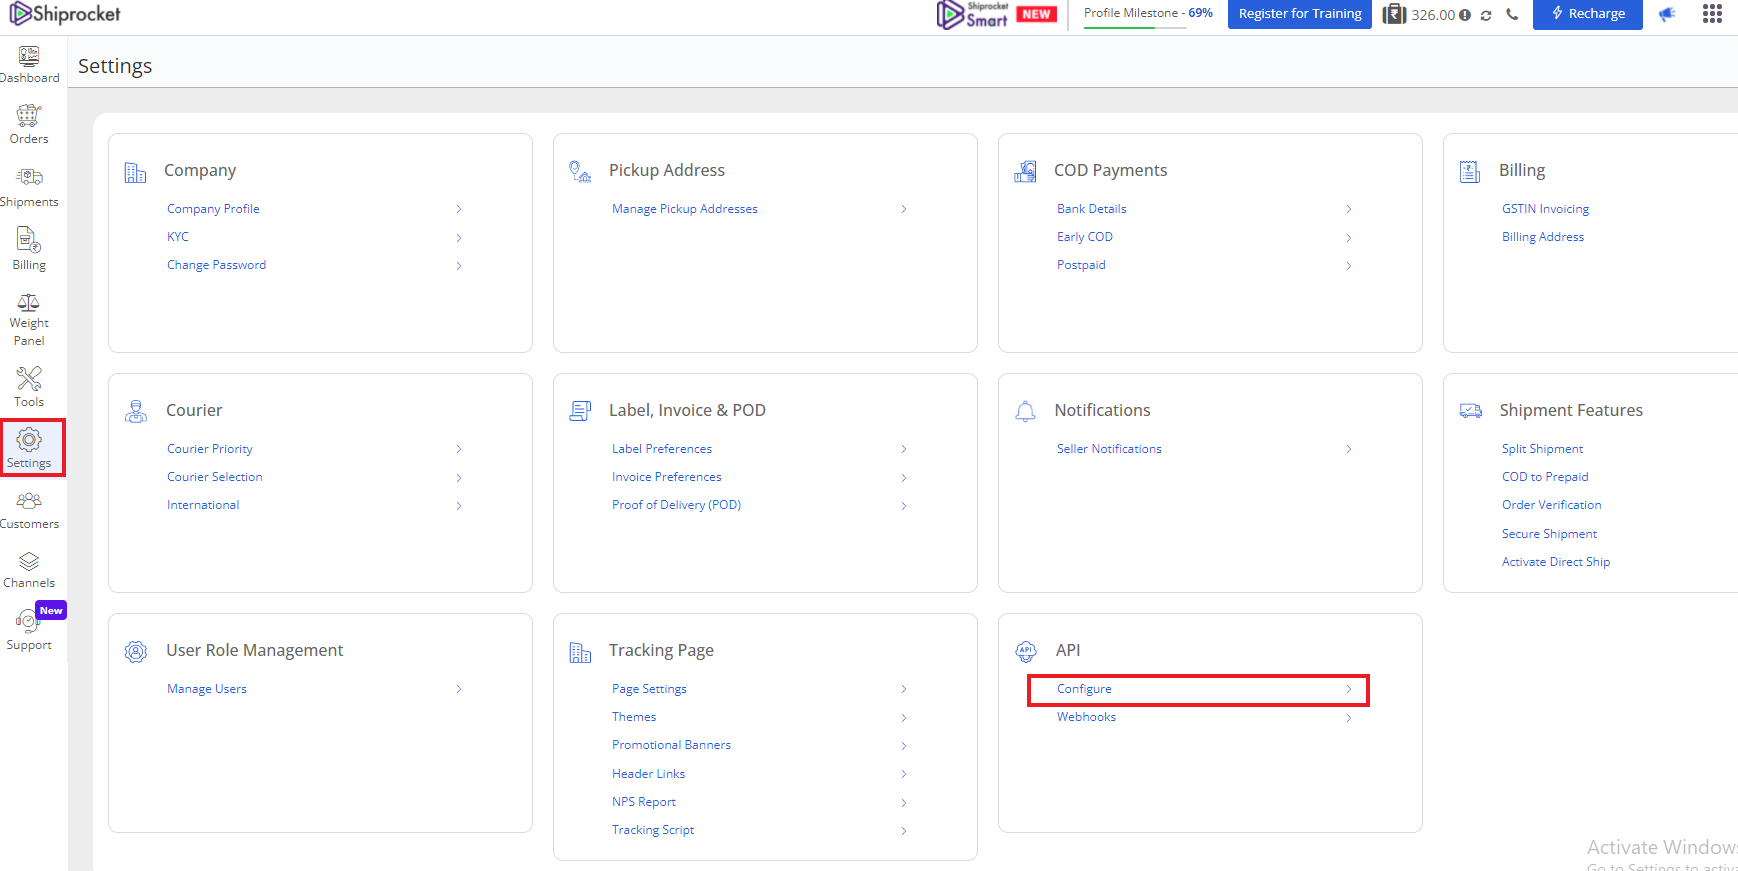 Shiprocket
Shiprocket
Smart
NEW
Profile Milestone - 69%
Register for Training
326.00
Recharge
Dashboard
Orders
Shipments
Billing
Weight
Panel
Tools
Settings
Customers
Channels
New
Support
Settings
Company
Company Profile
KYC
Change Password
Pickup Address
Manage Pickup Addresses
COD Payments
Bank Details
Early COD
Postpaid
Billing
GSTIN Invoicing
Billing Address
Courier
Courier Priority
Courier Selection
International
Label, Invoice & POD
Label Preferences
Invoice Preferences
Proof of Delivery (POD)
Notifications
Seller Notifications
Shipment Features
Split Shipment
COD to Prepaid
Order Verification
Secure Shipment
Activate Direct Ship
User Role Management
Manage Users
Tracking Page
Page Settings
Themes
Promotional Banners
Header Links
NPS Report
Tracking Script
API
API
Configure
Webhooks
Activate Windows
Go to Settings to activa